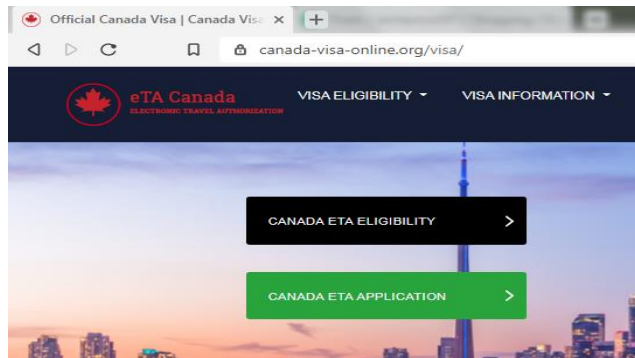 Official Canada Visa | Canada Vis
canada-visa-online.org/visa/
eTA Canada
ELECTRONIC TRAVEL AUTHORIZATION
VISA ELIGIBILITY
VISA INFORMATION
CANADA ETA ELIGIBILITY
CANADA ETA APPLICATION